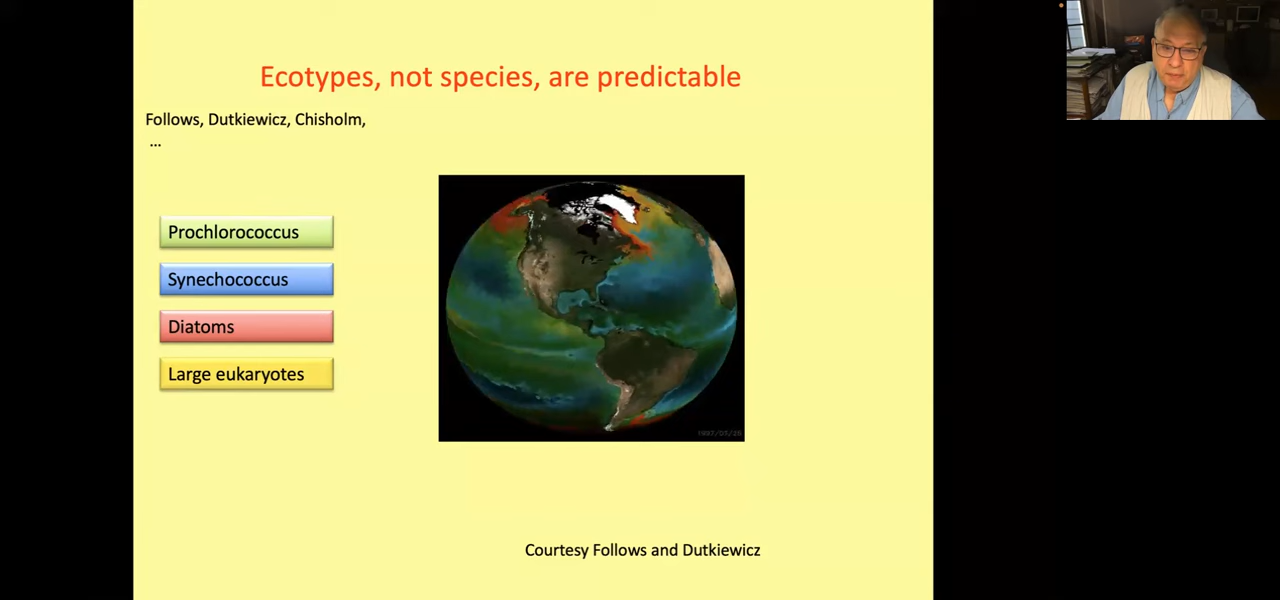 Ecotypes, not species, are predictable
Follows, Dutkiewicz, Chisholm,
...
Prochlorococcus
Synechococcus
Diatoms
Large eukaryotes
Courtesy Follows and Dutkiewicz